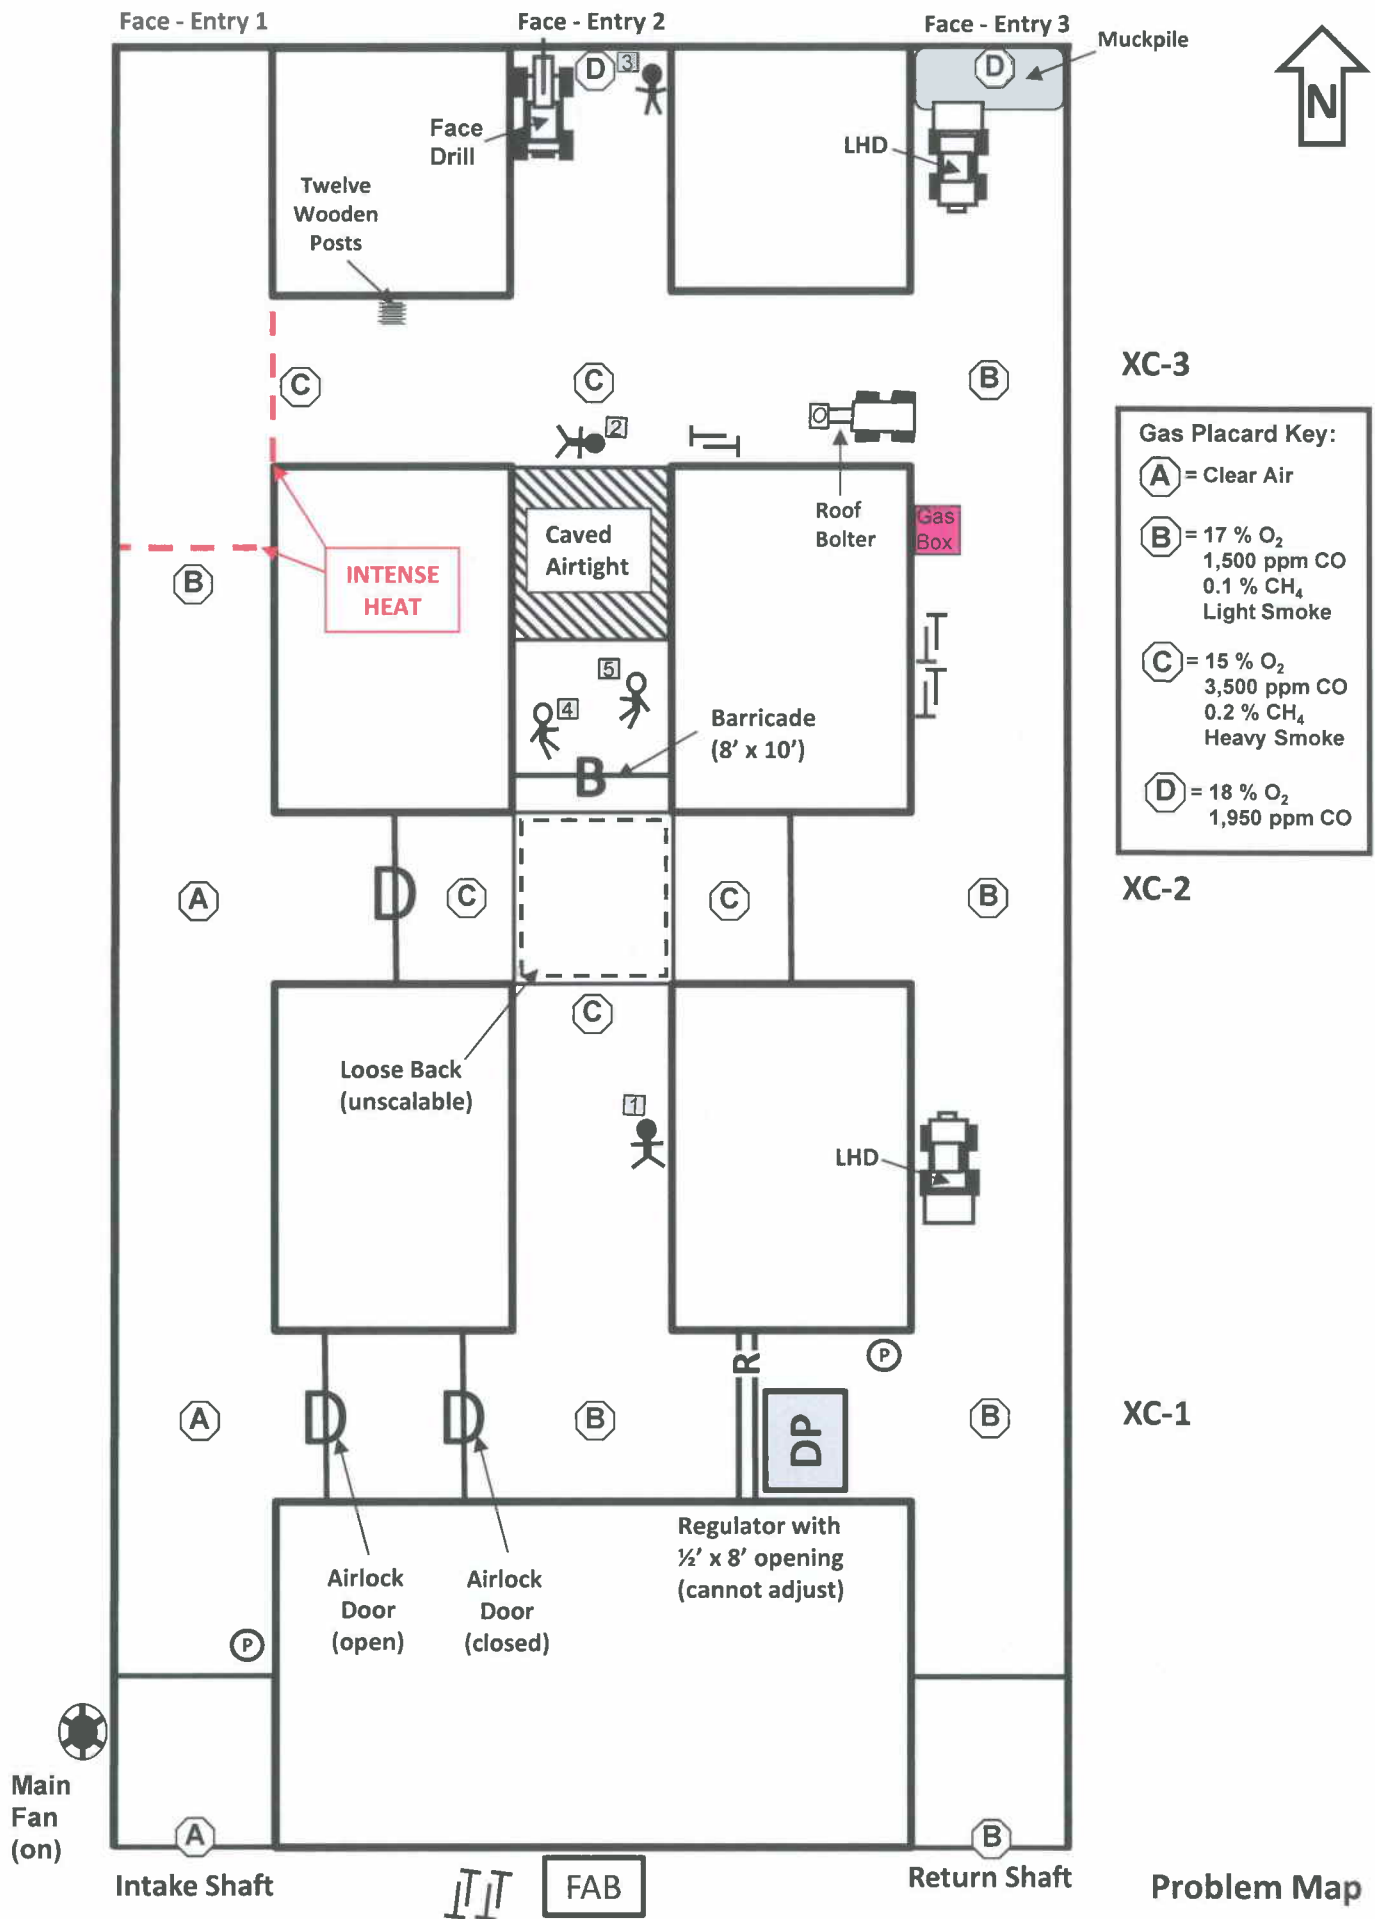 Face - Entry 1
Face - Entry 2
Face - Entry 3
Muckpile
N
D
3
D
Face
Drill
LHD
Twelve
Wooden
Posts
XC-3
C
C
B
2
Gas Placard Key:
A = Clear Air
B = 17 % O₂
1,500 ppm CO
0.1 % CH₄
Light Smoke
C = 15 % O₂
3,500 ppm CO
0.2 % CH₄
Heavy Smoke
D = 18 % O₂
1,950 ppm CO
Roof
Bolter
Gas
Box
Caved
Airtight
INTENSE
HEAT
B
5
4
Barricade
(8' x 10')
B
D
A
C
C
B
XC-2
C
Loose Back
(unscalable)
1
LHD
R
P
A
D
D
B
DP
B
XC-1
Regulator with
½' x 8' opening
(cannot adjust)
Airlock
Door
(open)
Airlock
Door
(closed)
P
Main
Fan
(on)
A
B
Intake Shaft
FAB
Return Shaft
Problem Map